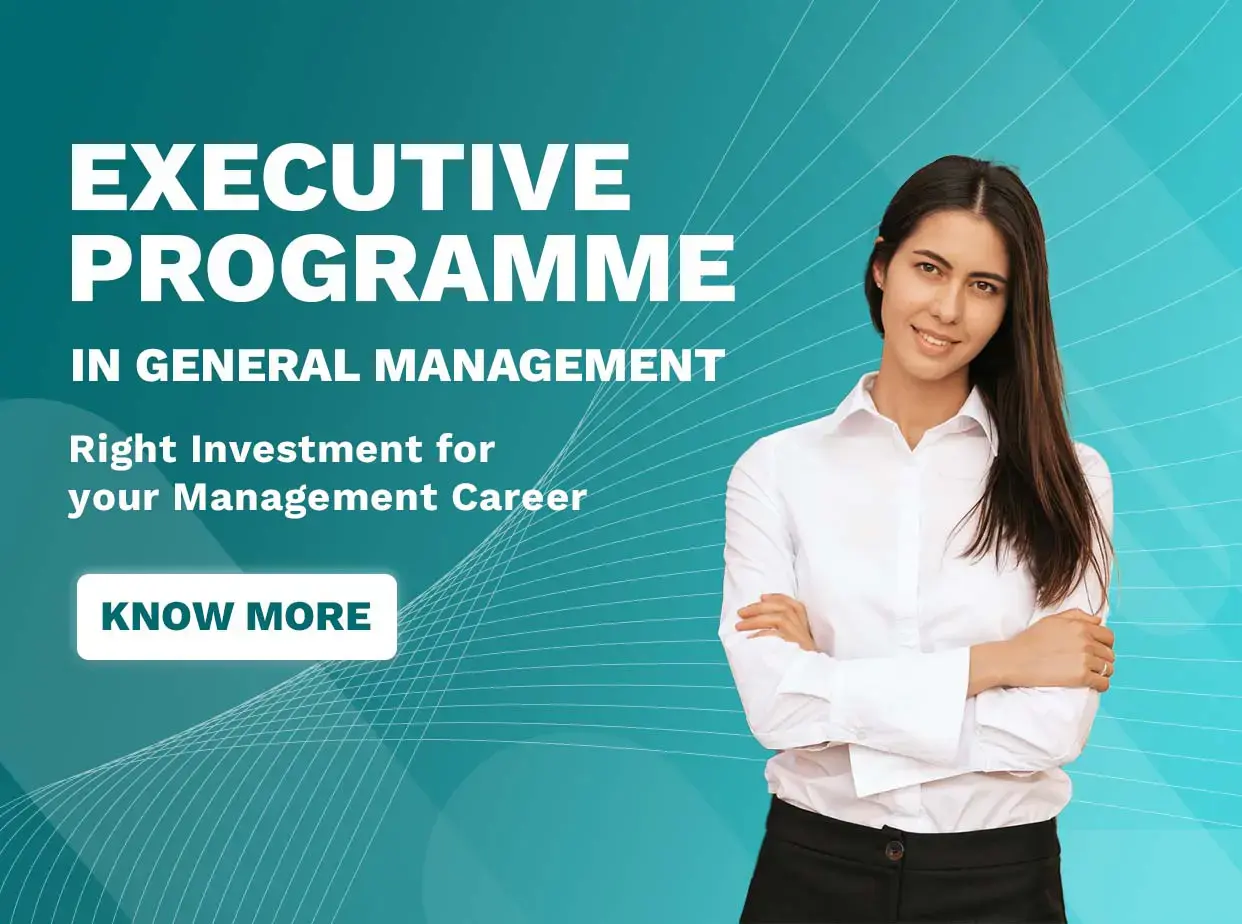 EXECUTIVE
PROGRAMME
IN GENERAL MANAGEMENT
Right Investment for
your Management Career
KNOW MORE